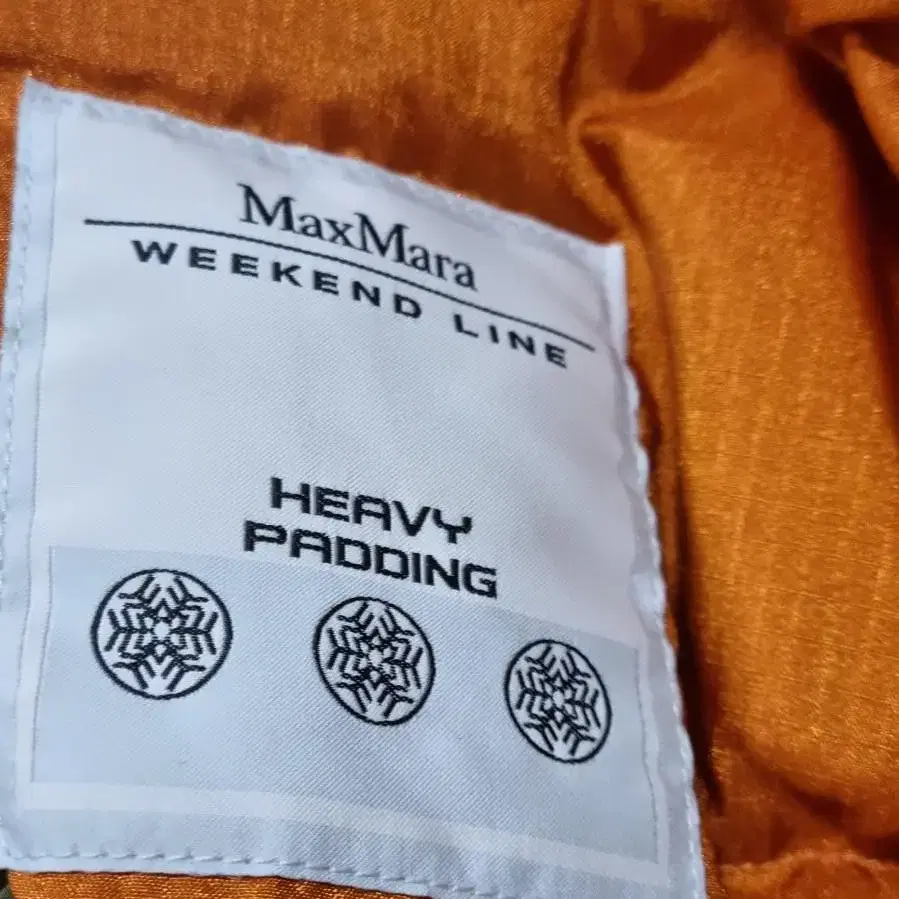 MaxMara
WEEKEND LINE
HEAVY
PADDING